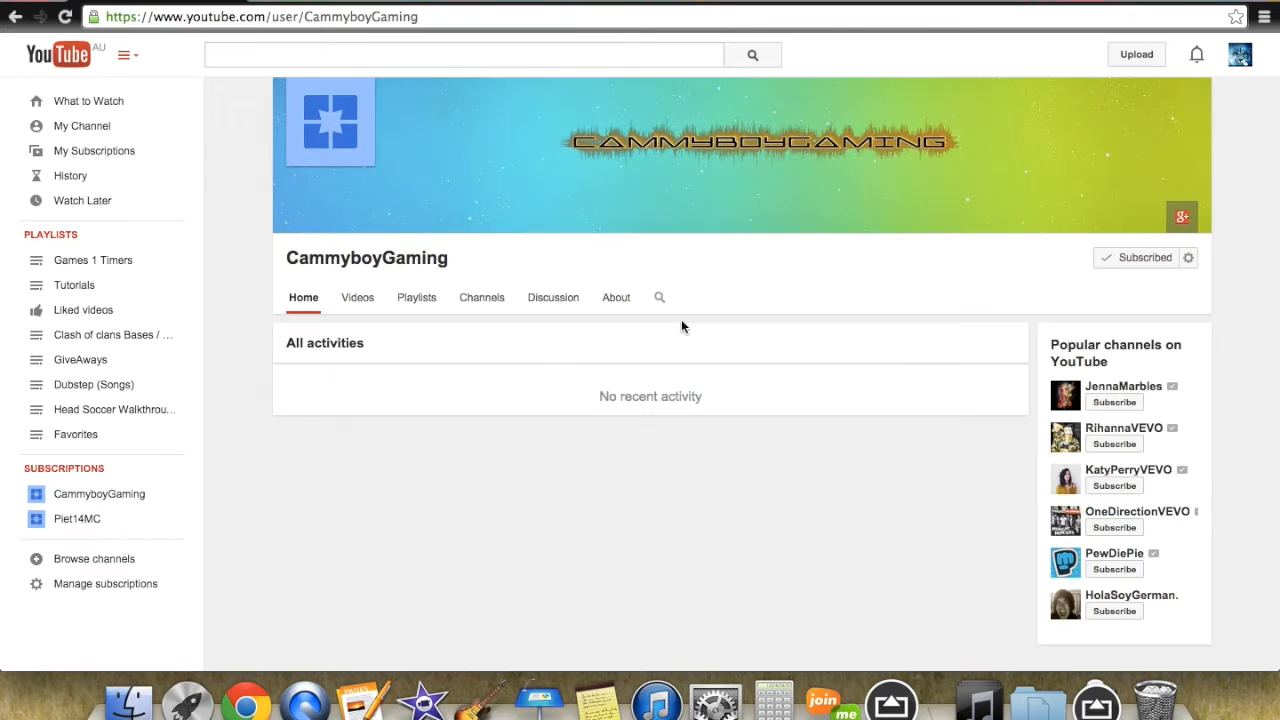 https://www.youtube.com/user/CammyboyGaming
YouTube AU
Upload
What to Watch
My Channel
My Subscriptions
History
Watch Later
PLAYLISTS
Games 1 Timers
Tutorials
Liked videos
Clash of clans Bases / ...
GiveAways
Dubstep (Songs)
Head Soccer Walkthrou...
Favorites
SUBSCRIPTIONS
CammyboyGaming
Piet14MC
Browse channels
Manage subscriptions
CAMMYBOYGAMING
g+
CammyboyGaming
Subscribed
Home Videos Playlists Channels Discussion About
All activities
No recent activity
Popular channels on
YouTube
JennaMarbles
Subscribe
RihannaVEVO
Subscribe
KatyPerryVEVO
Subscribe
OneDirectionVEVO
Subscribe
PewDiePie
Subscribe
HolaSoyGerman.
Subscribe
PAGES
join
me